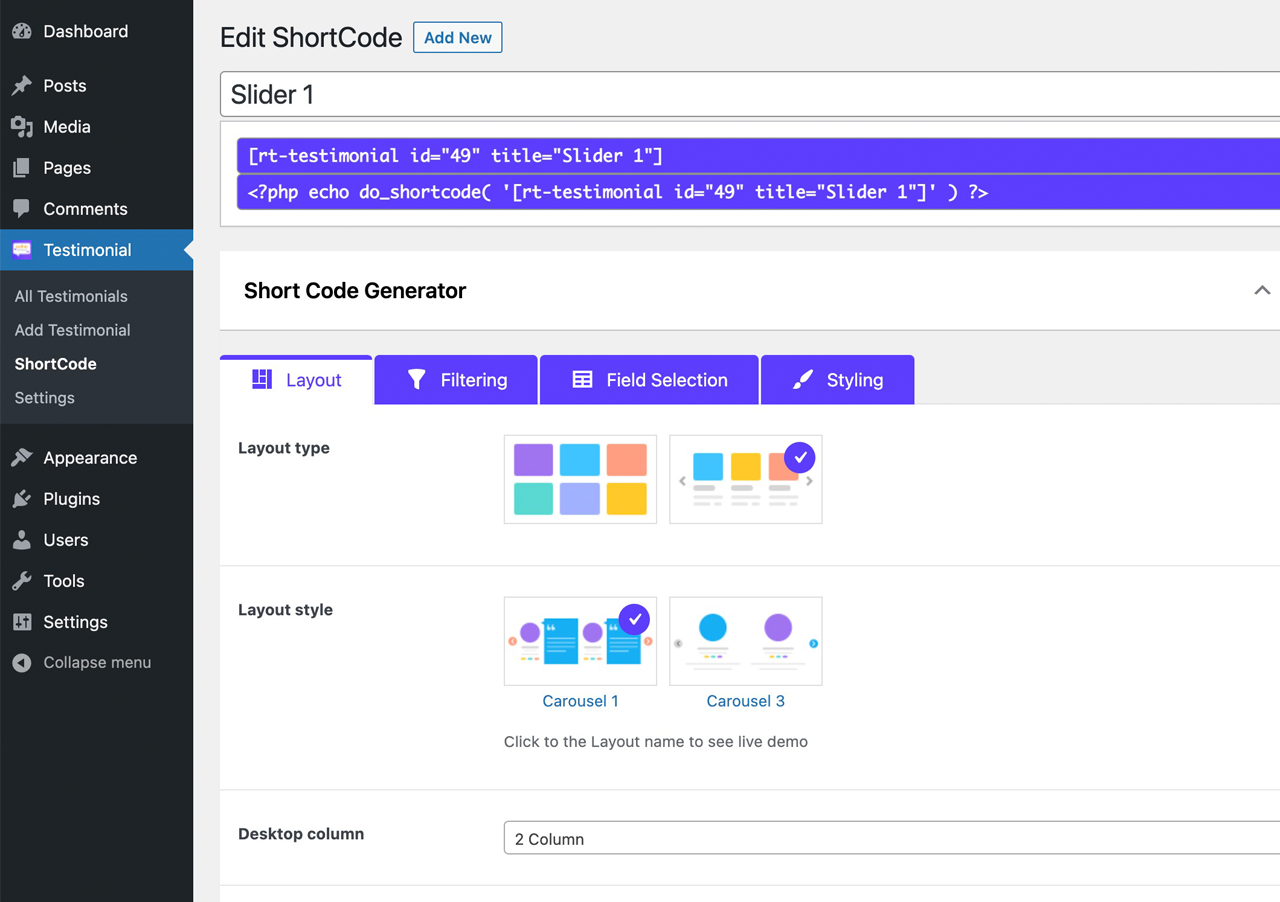 Dashboard
Posts
Media
Pages
Comments
Testimonial
All Testimonials
Add Testimonial
ShortCode
Settings
Appearance
Plugins
Users
Tools
Settings
Collapse menu
Edit ShortCode Add New
Slider 1
[rt-testimonial id="49" title="Slider 1"]
<?php echo do_shortcode( '[rt-testimonial id="49" title="Slider 1"]' ) ?>
Short Code Generator
Layout Filtering Field Selection Styling
Layout type
Layout style
Carousel 1 Carousel 3
Click to the Layout name to see live demo
Desktop column 2 Column